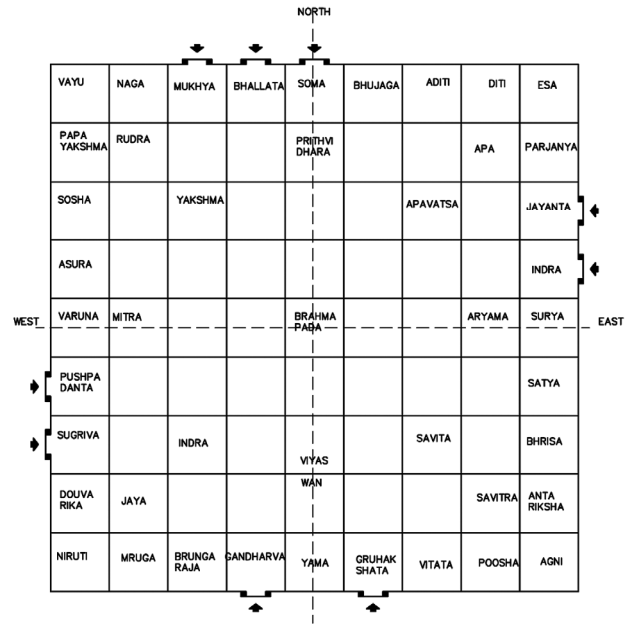 NORTH
VAYU NAGA MUKHYA BHALLATA SOMA BHUJAGA ADITI DITI ESA
PAPA YAKSHMA RUDRA PRITHVI DHARA APA PARJANYA
SOSHA YAKSHMA APAVATSA JAYANTA
ASURA INDRA
WEST VARUNA MITRA BRAHMA PADA ARYAMA SURYA EAST
PUSHPA DANTA SATYA
SUGRIVA INDRA VIYAS SAVITA BHRISA
DOUVA RIKA JAYA WAN SAVITRA ANTA RIKSHA
NIRUTI MRUGA BRUNGA RAJA GANDHARVA YAMA GRUHAK SHATA VITATA POOSHA AGNI